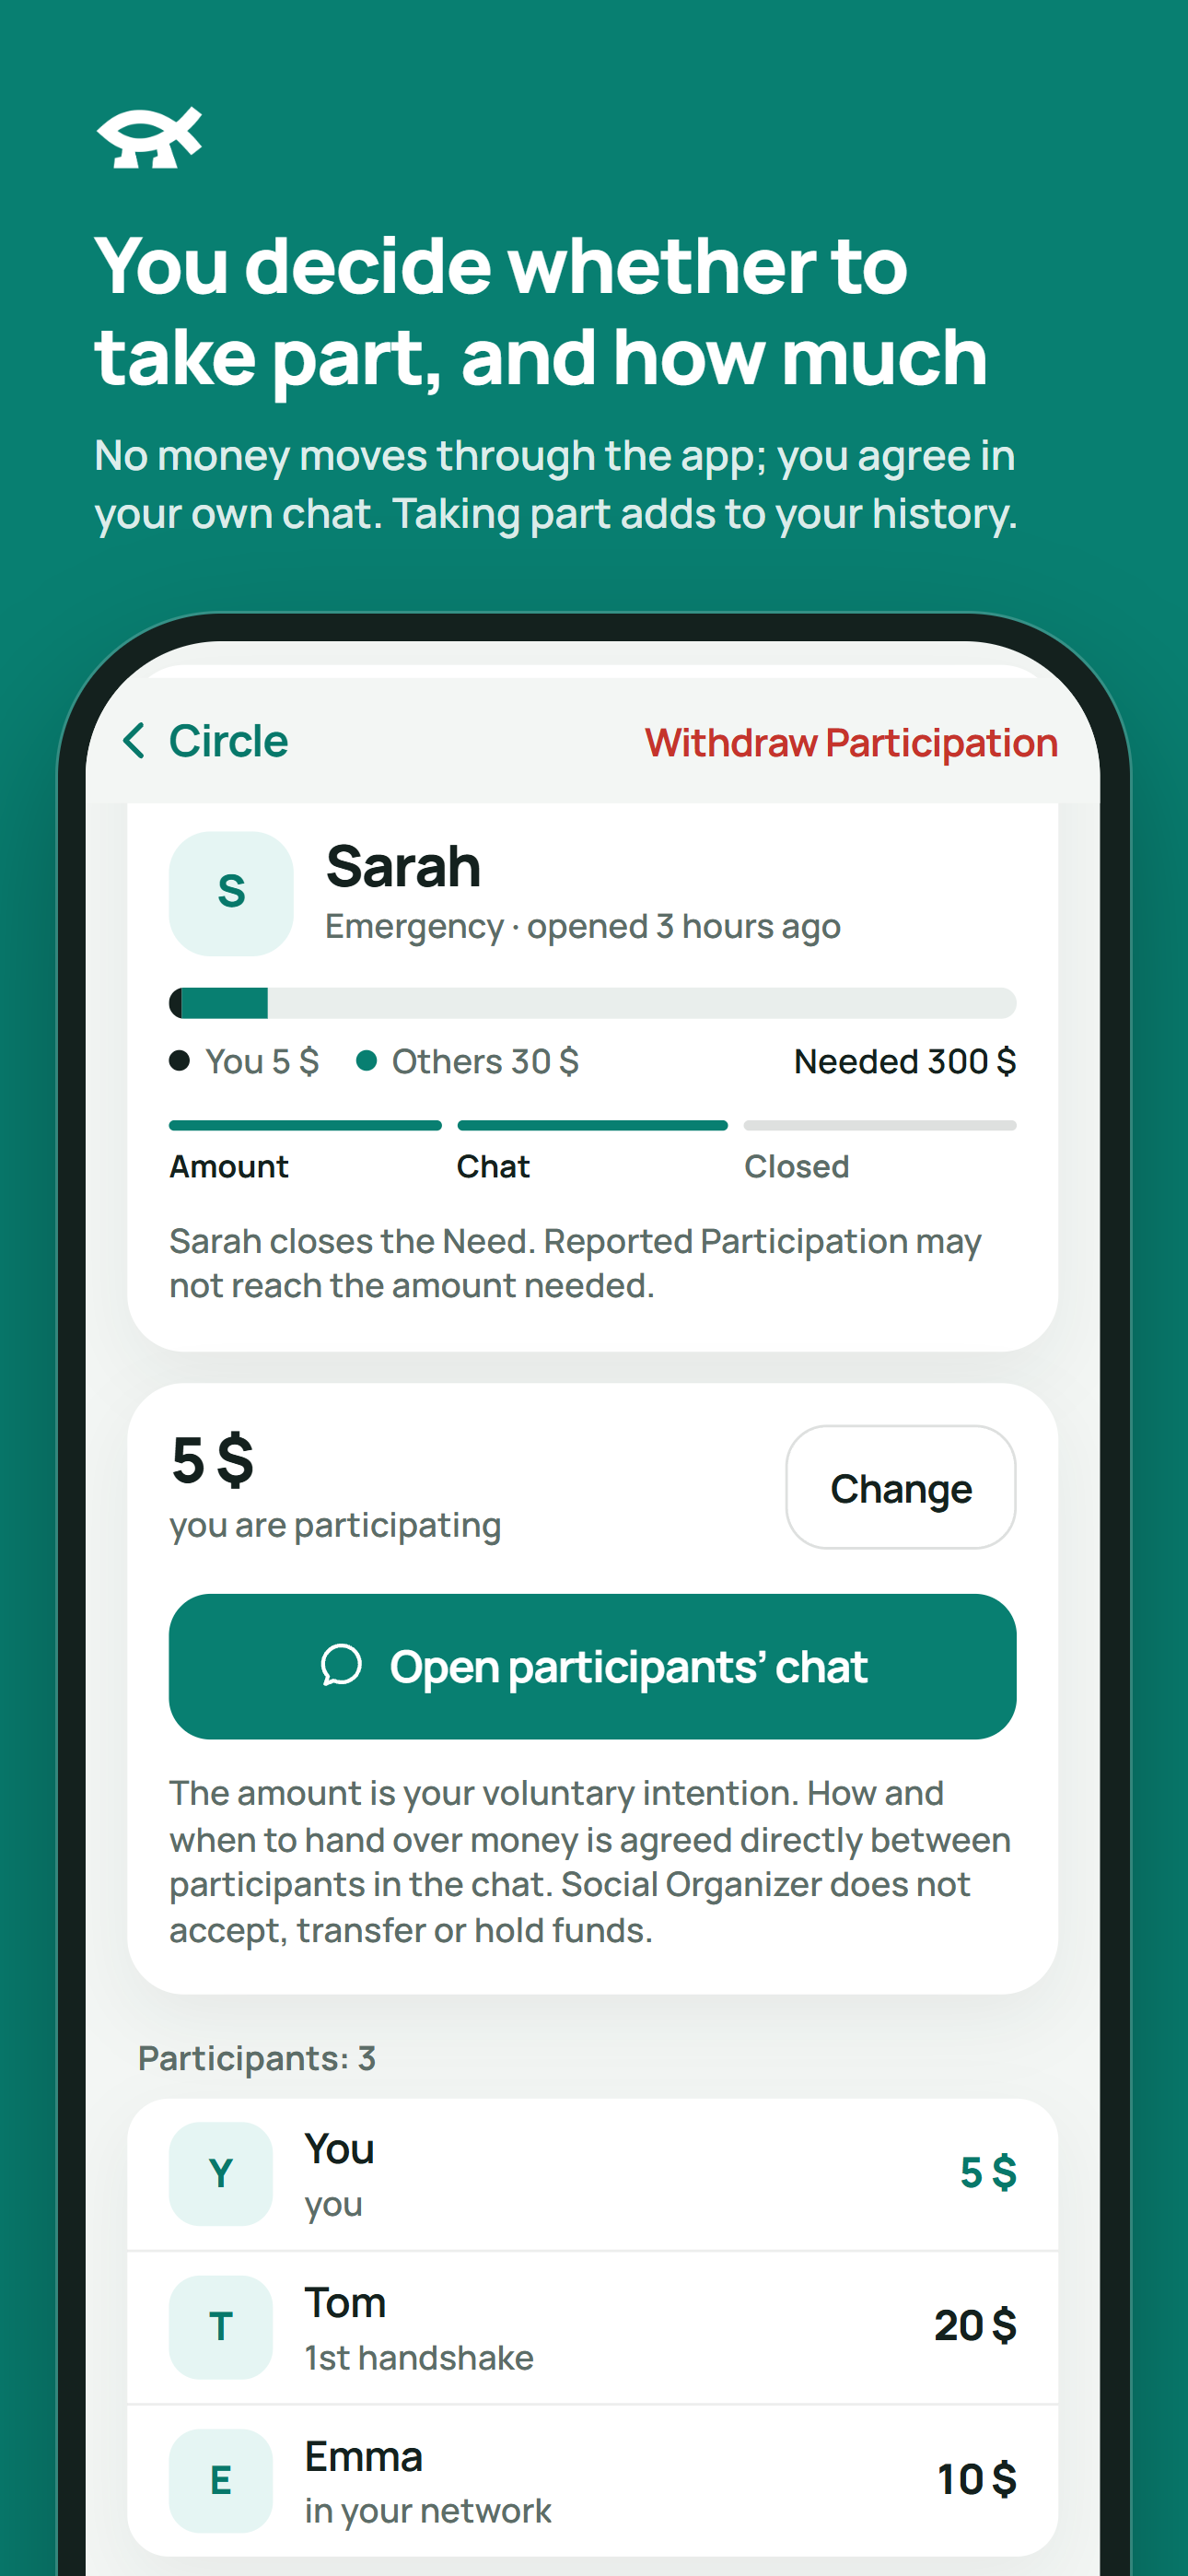 You decide whether to
take part, and how much
No money moves through the app; you agree in
your own chat. Taking part adds to your history.
Circle
Withdraw Participation
S
Sarah
Emergency · opened 3 hours ago
You 5 $
Others 30 $
Needed 300 $
Amount
Chat
Closed
Sarah closes the Need. Reported Participation may
not reach the amount needed.
5 $
you are participating
Change
Open participants’ chat
The amount is your voluntary intention. How and
when to hand over money is agreed directly between
participants in the chat. Social Organizer does not
accept, transfer or hold funds.
Participants: 3
Y
You
you
5 $
T
Tom
1st handshake
20 $
E
Emma
in your network
10 $